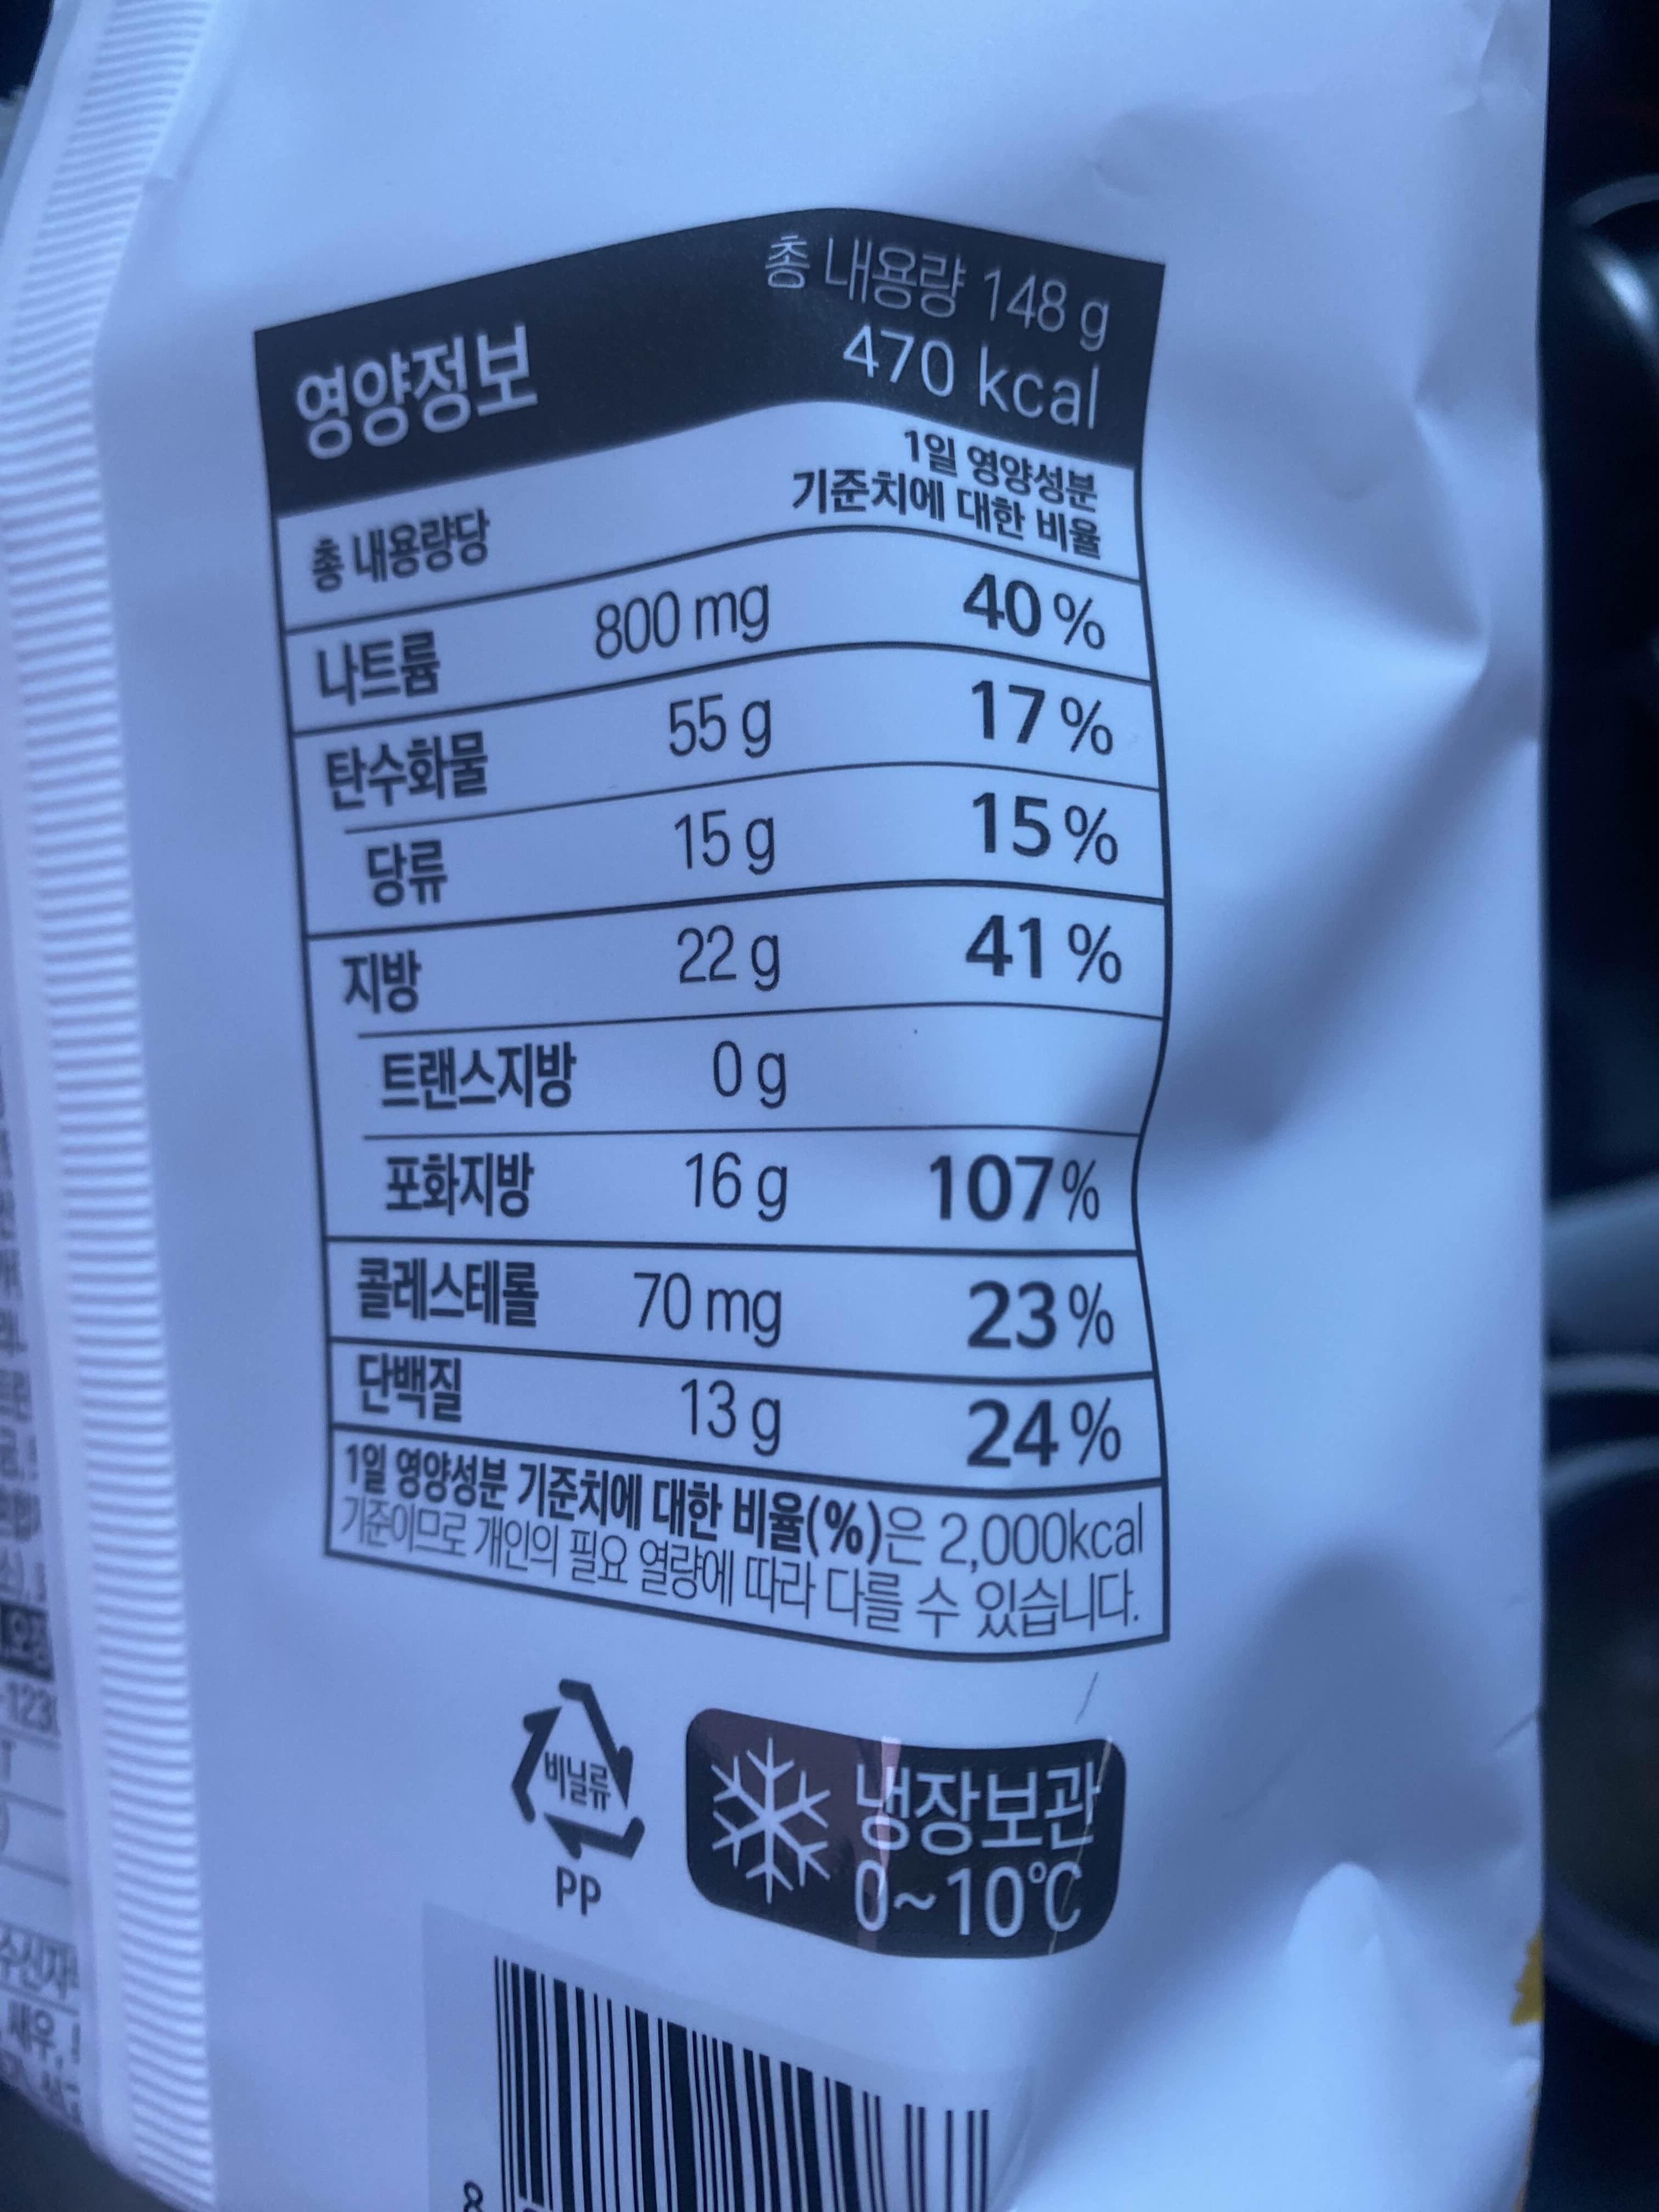 영양정보
총 내용량 148 g
470 kcal
총 내용량당
1일 영양성분
기준치에 대한 비율
나트륨 800 mg 40 %
탄수화물 55 g 17 %
당류 15 g 15 %
지방 22 g 41 %
트랜스지방 0 g
포화지방 16 g 107 %
콜레스테롤 70 mg 23 %
단백질 13 g 24 %
1일 영양성분 기준치에 대한 비율(%)은 2,000kcal
기준이므로 개인의 필요 열량에 따라 다를 수 있습니다.
비닐류
PP
냉장보관
0~10℃
8